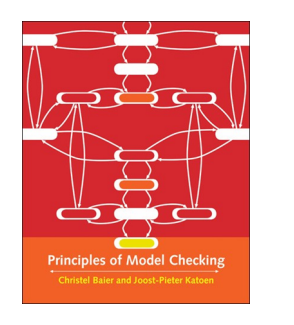 Principles of Model Checking
Christel Baier and Joost-Pieter Katoen